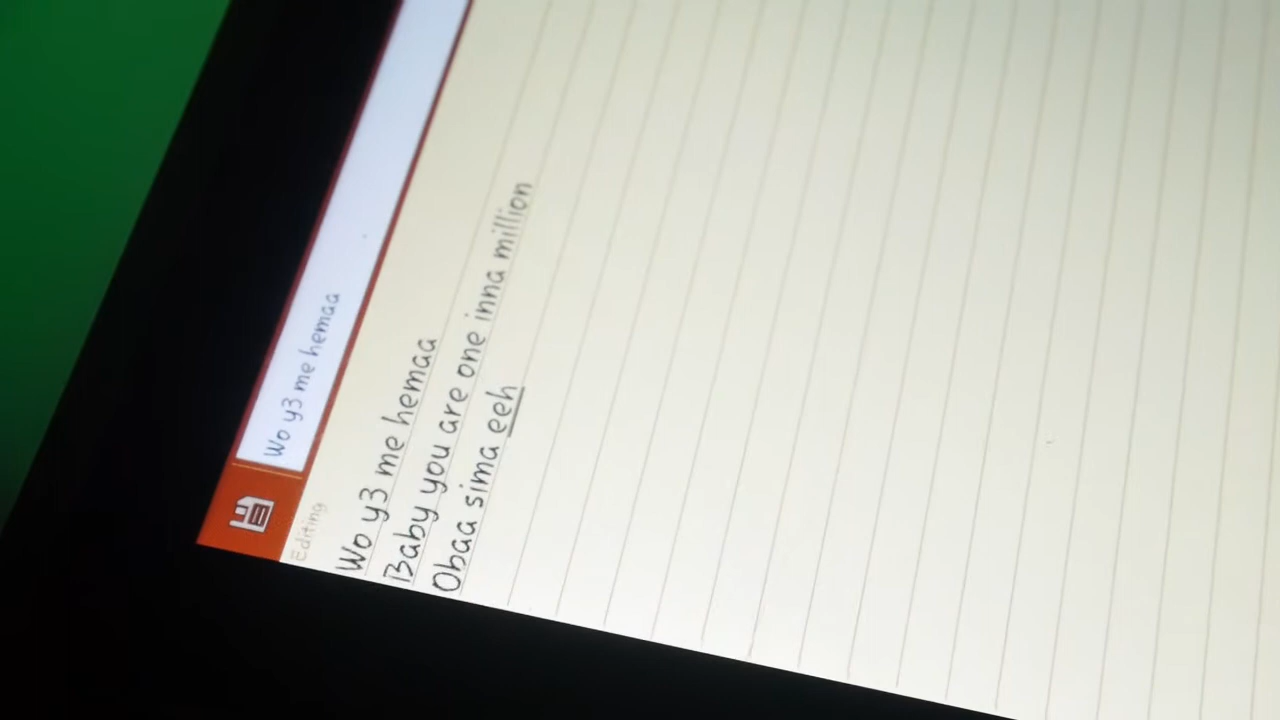 Wo y3 me hemaa
Editing
Wo y3 me hemaa
Baby you are one inna million
Obaa sima eeh